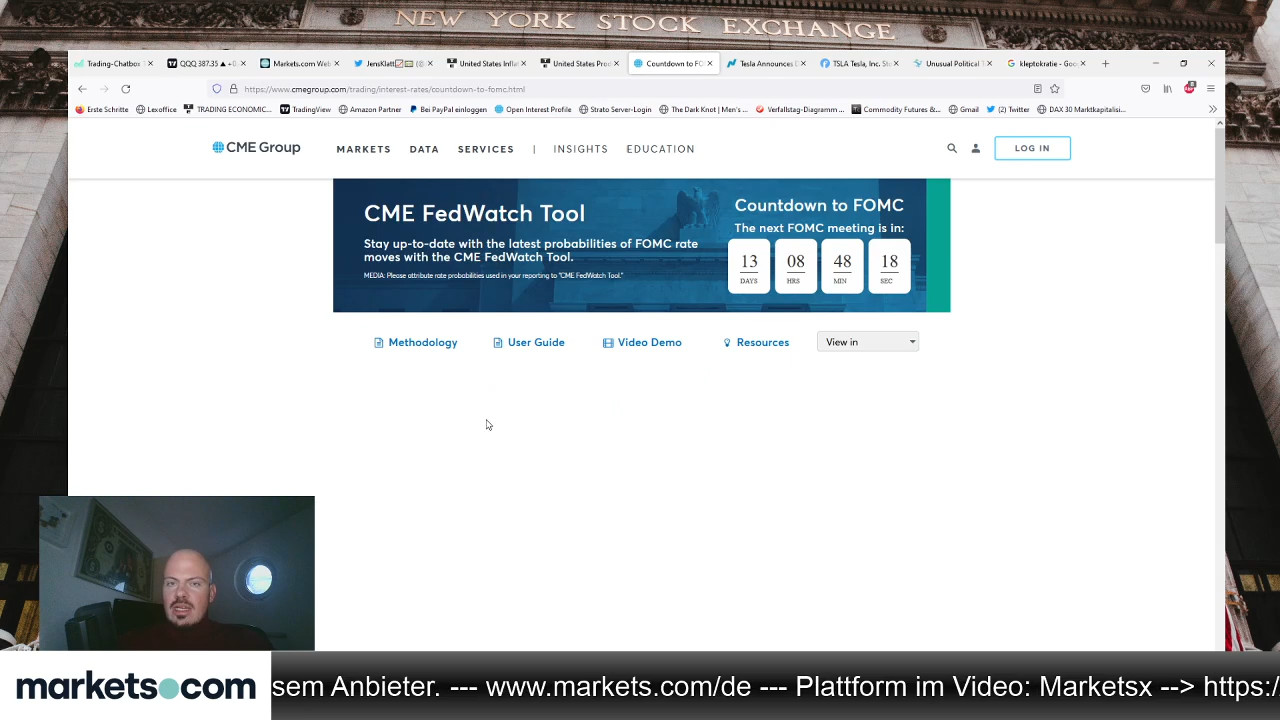 NEW YORK STOCK EXCHANGE
Trading-Chatbox
QQQ 387.35 ▲ +0.
Markets.com Web
JensKlatt
United States Infla
United States Prod
Countdown to FO
Tesla Announces
TSLA Tesla, Inc. Sto
Unusual Political T
kleptokratie - Goog
https://www.cmegroup.com/trading/interest-rates/countdown-to-fomc.html
Erste Schritte
Lexoffice
TRADING ECONOMIC...
TradingView
Amazon Partner
Bei PayPal einloggen
Open Interest Profile
Strato Server-Login
The Dark Knot | Men's ...
Verfallstag-Diagramm ...
Commodity Futures &...
Gmail
Twitter
DAX 30 Marktkapitalisi...
CME Group
MARKETS DATA SERVICES | INSIGHTS EDUCATION
LOG IN
CME FedWatch Tool
Stay up-to-date with the latest probabilities of FOMC rate
moves with the CME FedWatch Tool.
MEDIA: Please attribute rate probabilities used in your reporting to "CME FedWatch Tool."
Countdown to FOMC
The next FOMC meeting is in:
13 08 48 18
DAYS HRS MIN SEC
Methodology User Guide Video Demo Resources View in
markets.com
sem Anbieter. --- www.markets.com/de --- Plattform im Video: Marketsx --> https:/